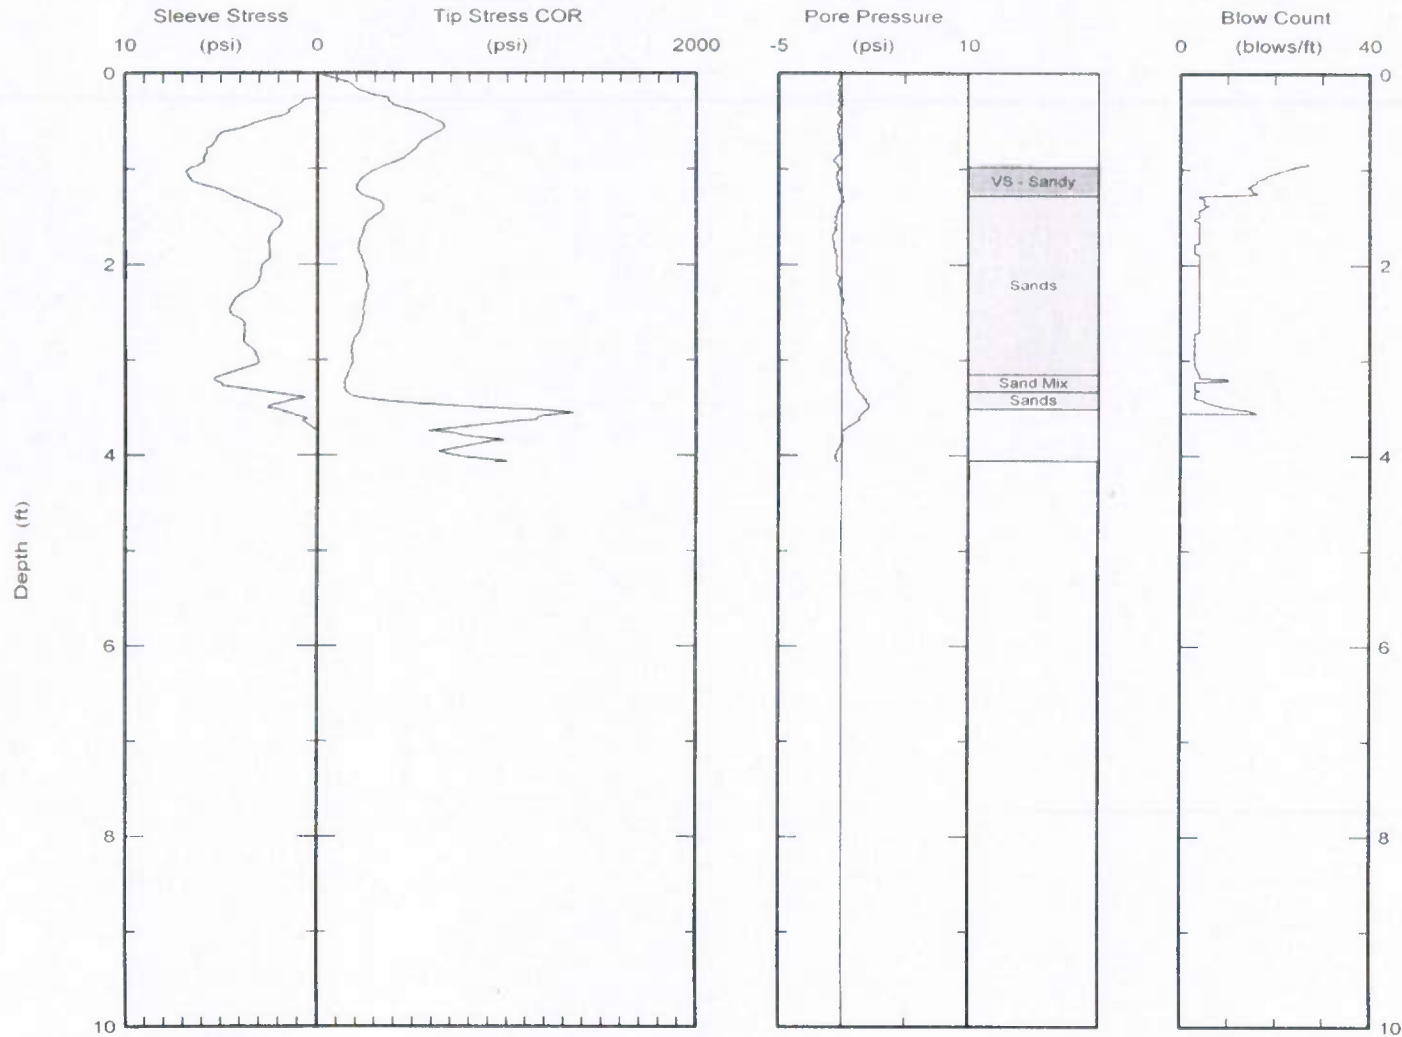 Sleeve Stress Tip Stress COR Pore Pressure Blow Count
10 (psi) 0 (psi) 2000 -5 (psi) 10 0 (blows/ft) 40
0 0
VS - Sandy
2 2
Sands
Sand Mix
Sands
4 4
Depth (ft)
6 6
8 8
10 10